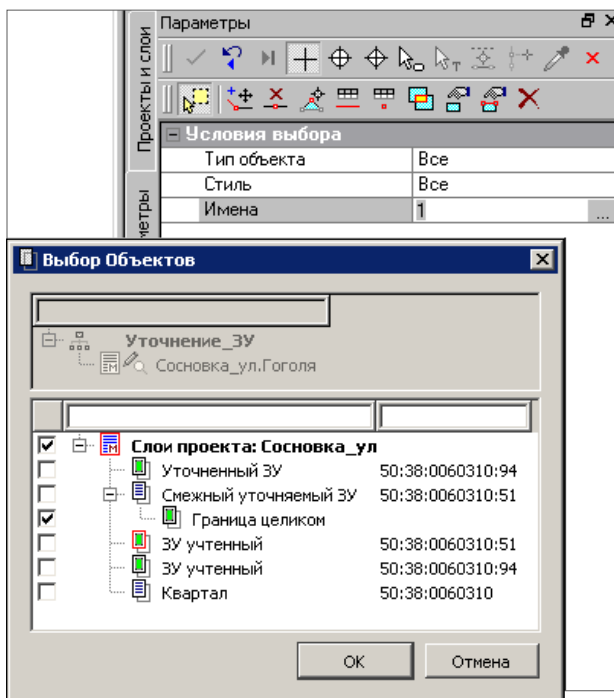 Параметры
Проекты и слои
метры
Условия выбора
Тип объекта Все
Стиль Все
Имена 1 ...
Выбор Объектов
Уточнение_ЗУ
Сосновка_ул.Гоголя
Слои проекта: Сосновка_ул
Уточненный ЗУ 50:38:0060310:94
Смежный уточняемый ЗУ 50:38:0060310:51
Граница целиком
ЗУ учтенный 50:38:0060310:51
ЗУ учтенный 50:38:0060310:94
Квартал 50:38:0060310
OK Отмена